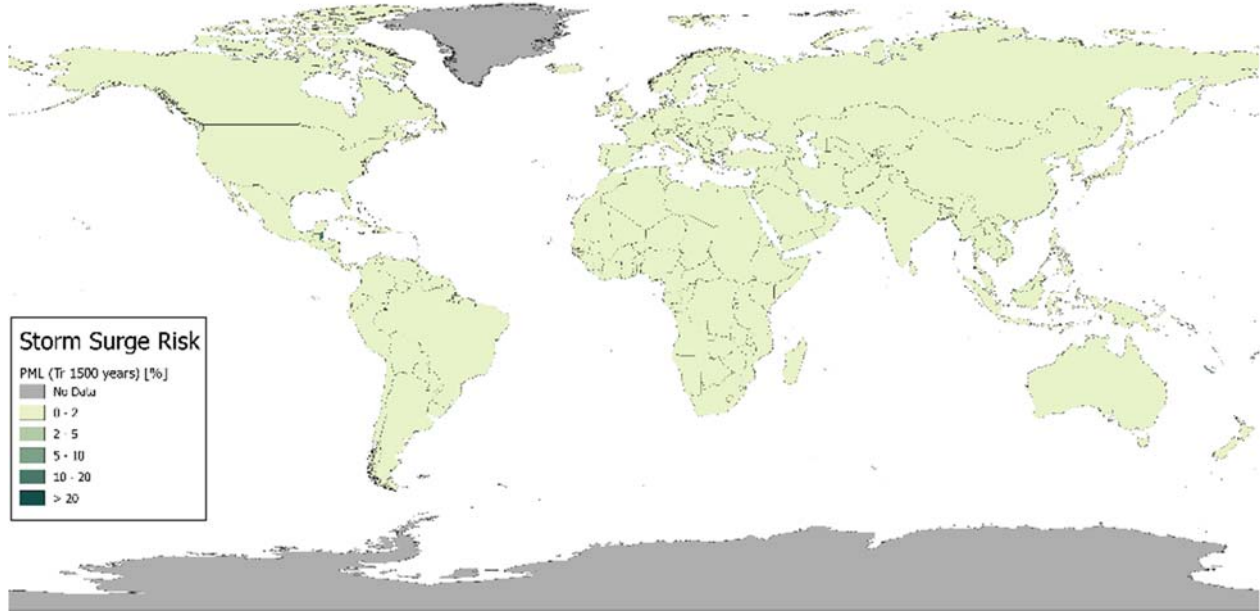 Storm Surge Risk
PML (Tr 1500 years) [%]
No Data
0 - 2
2 - 5
5 - 10
10 - 20
> 20